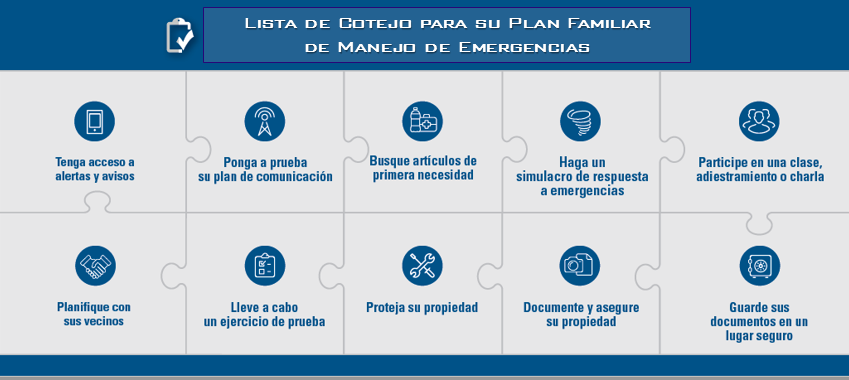 Lista de Cotejo para su Plan Familiar
de Manejo de Emergencias
Tenga acceso a
alertas y avisos
Ponga a prueba
su plan de comunicación
Busque artículos de
primera necesidad
Haga un
simulacro de respuesta
a emergencias
Participe en una clase,
adiestramiento o charla
Planifique con
sus vecinos
Lleve a cabo
un ejercicio de prueba
Proteja su propiedad
Documente y asegure
su propiedad
Guarde sus
documentos en un
lugar seguro